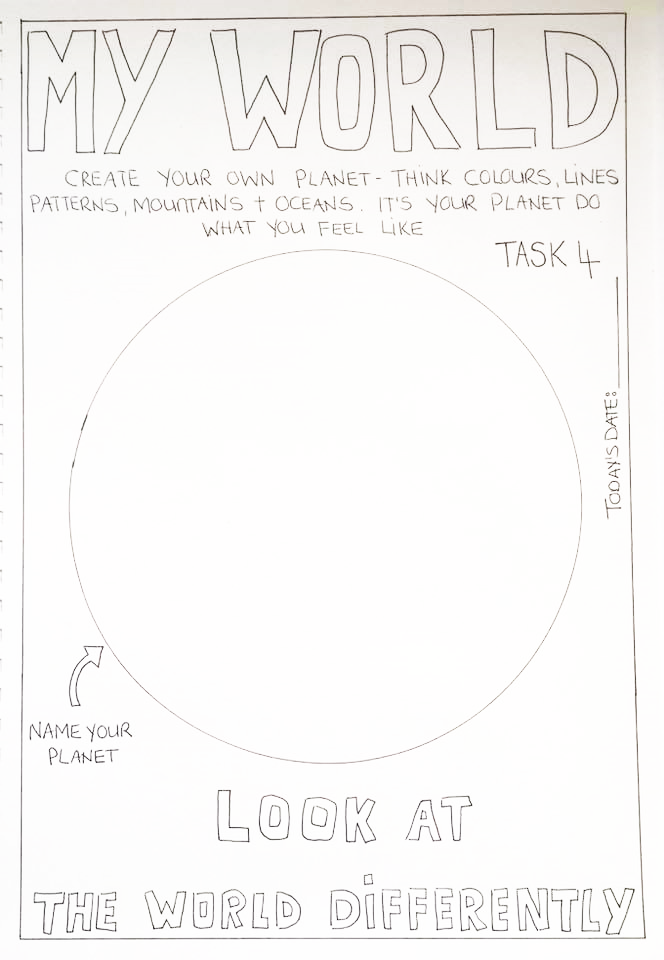 MY WORLD
CREATE YOUR OWN PLANET - THINK COLOURS, LINES
PATTERNS, MOUNTAINS + OCEANS. IT'S YOUR PLANET DO
WHAT YOU FEEL LIKE
TASK 4
TODAY'S DATE:
NAME YOUR
PLANET
LOOK AT
THE WORLD DIFFERENTLY